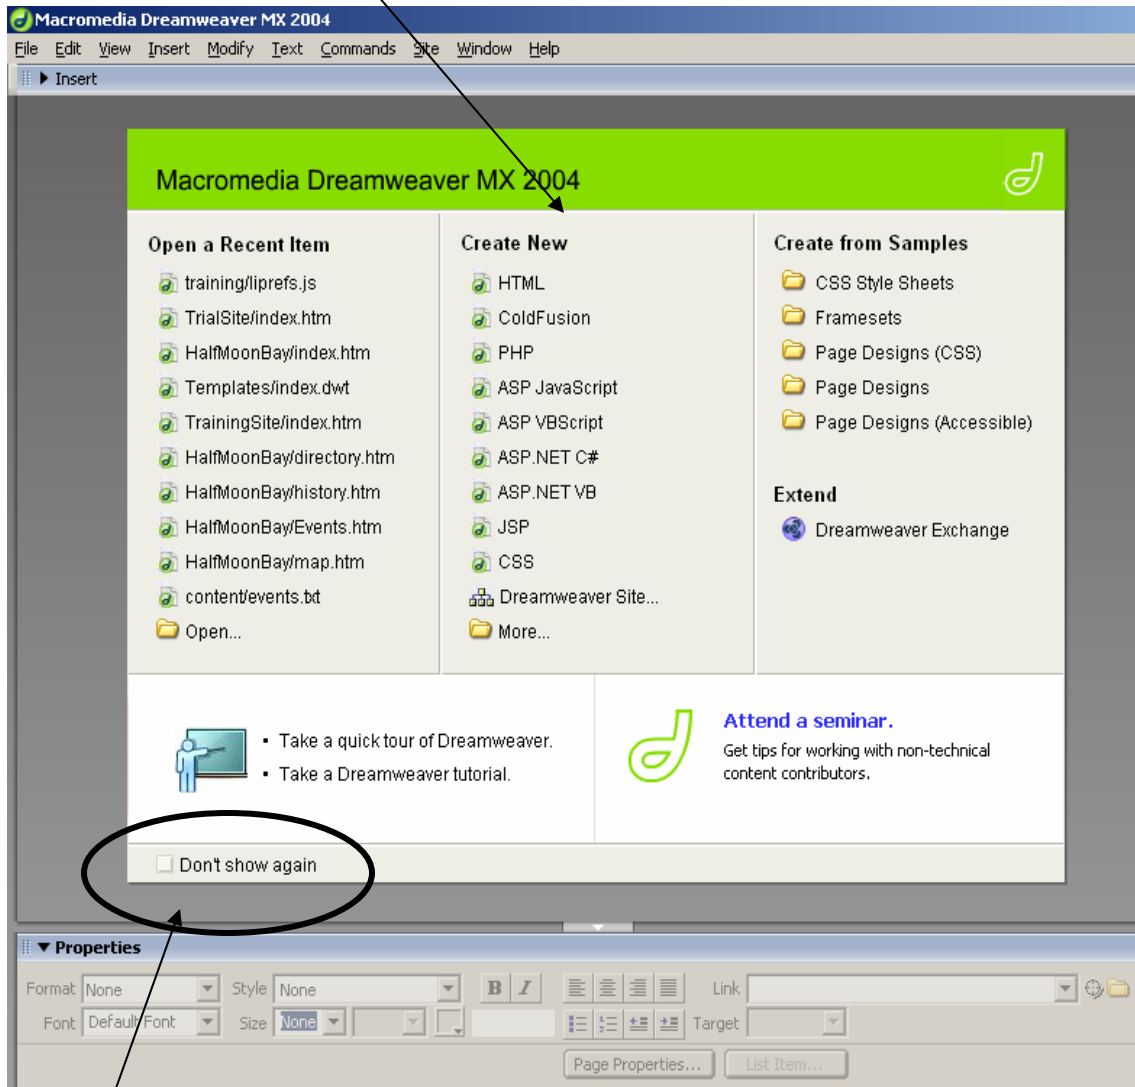 Macromedia Dreamweaver MX 2004
File Edit View Insert Modify Text Commands Site Window Help
Insert
Macromedia Dreamweaver MX 2004
Open a Recent Item
training/liprefs.js
TrialSite/index.htm
HalfMoonBay/index.htm
Templates/index.dwt
TrainingSite/index.htm
HalfMoonBay/directory.htm
HalfMoonBay/history.htm
HalfMoonBay/Events.htm
HalfMoonBay/map.htm
content/events.txt
Open...
Create New
HTML
ColdFusion
PHP
ASP JavaScript
ASP VBScript
ASP.NET C#
ASP.NET VB
JSP
CSS
Dreamweaver Site...
More...
Create from Samples
CSS Style Sheets
Framesets
Page Designs (CSS)
Page Designs
Page Designs (Accessible)
Extend
Dreamweaver Exchange
Take a quick tour of Dreamweaver.
Take a Dreamweaver tutorial.
Attend a seminar.
Get tips for working with non-technical
content contributors.
Don't show again
Properties
Format None Style None B I Link
Font Default Font Size None Target
Page Properties... List Item...